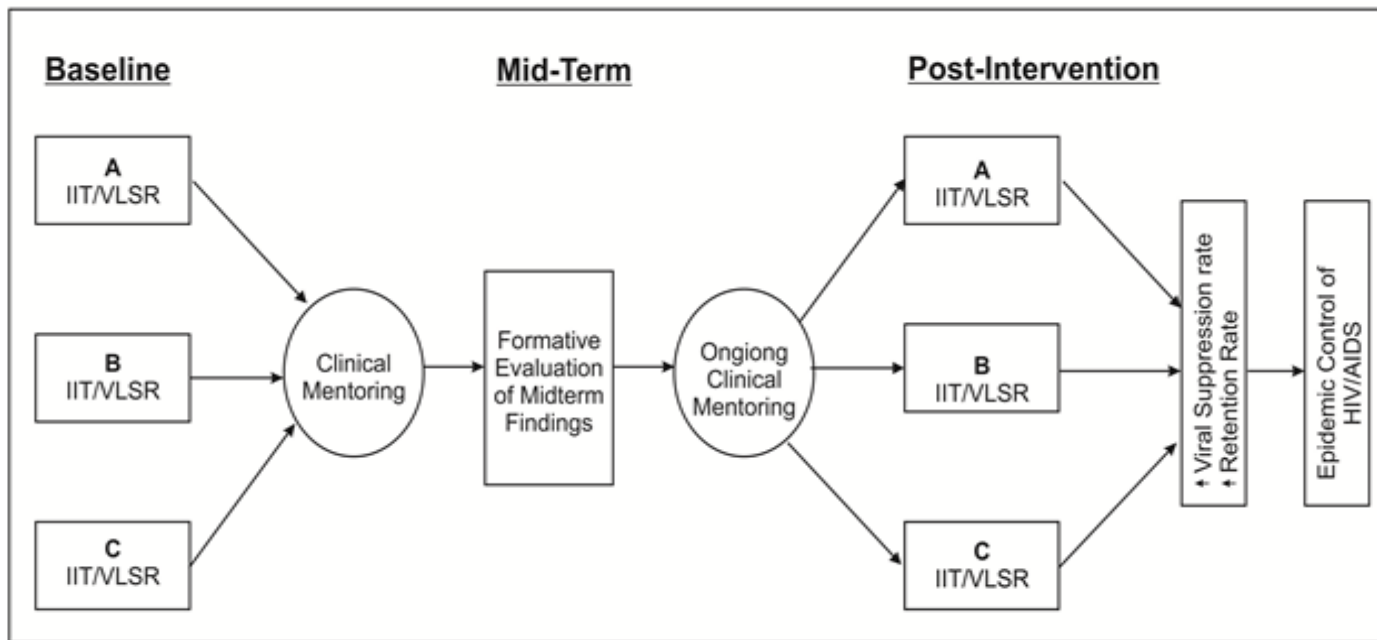 Baseline
Mid-Term
Post-Intervention
A
IIT/VLSR
B
IIT/VLSR
C
IIT/VLSR
Clinical
Mentoring
Formative
Evaluation
of Midterm
Findings
Ongiong
Clinical
Mentoring
A
IIT/VLSR
B
IIT/VLSR
C
IIT/VLSR
↑ Viral Suppression rate
↑ Retention Rate
Epidemic Control of
HIV/AIDS